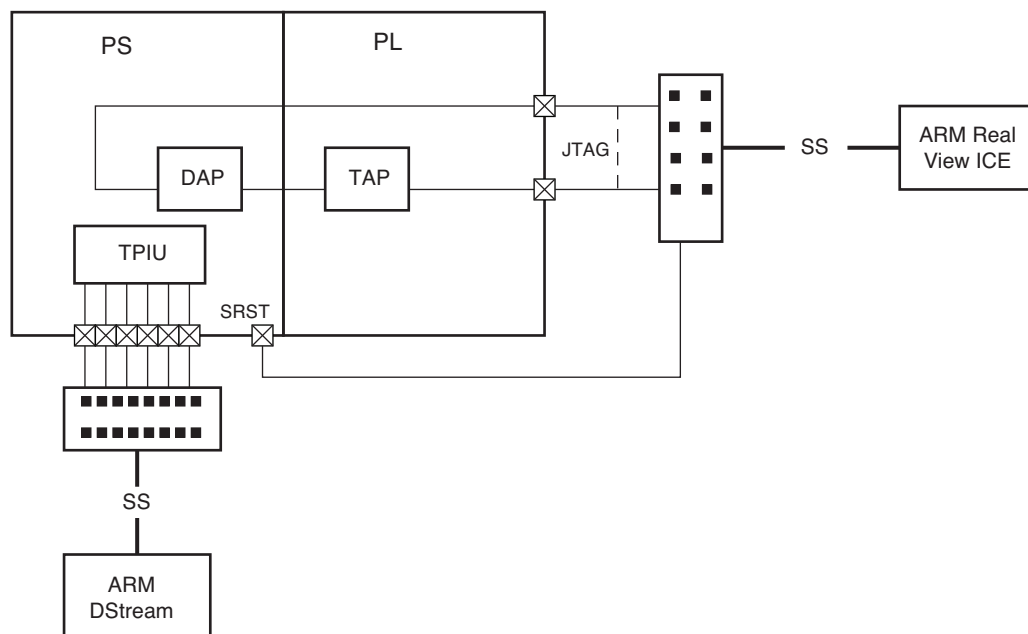 PS
PL
JTAG
SS
ARM Real
View ICE
DAP
TAP
TPIU
SRST
SS
ARM
DStream